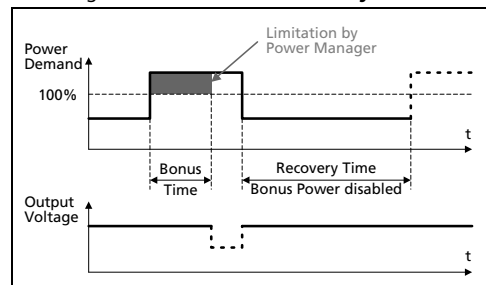 Limitation by
Power Manager
Power
Demand
100%
t
Bonus
Time
Recovery Time
Bonus Power disabled
Output
Voltage
t